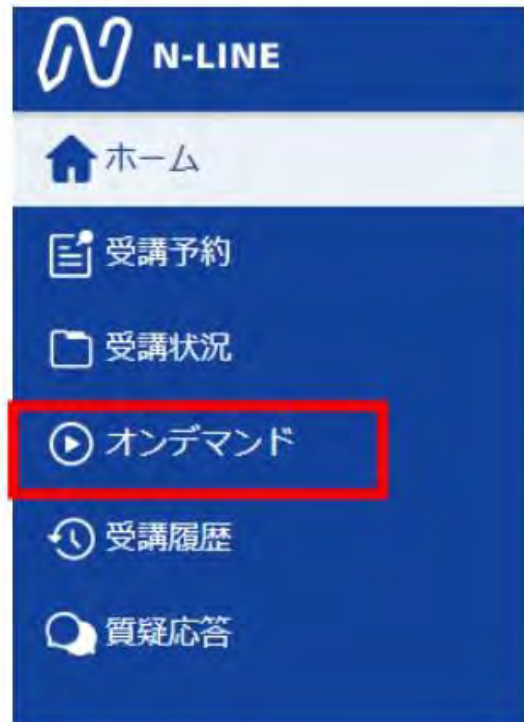 N-LINE
ホーム
受講予約
受講状況
オンデマンド
受講履歴
質疑応答